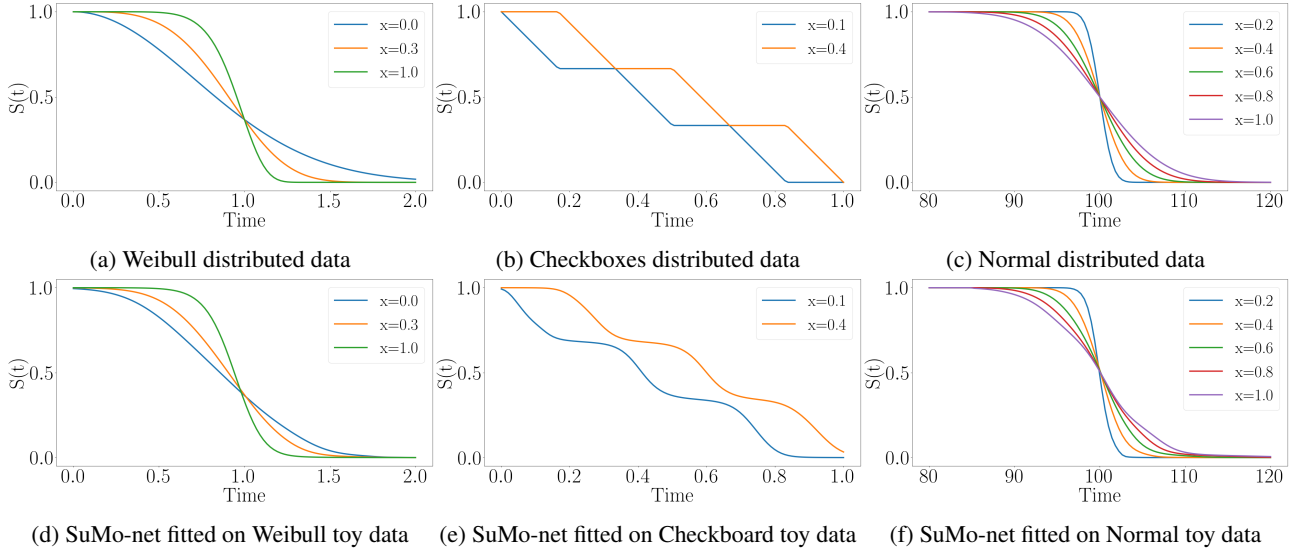 1.0
0.5
0.0
S(t)
0.0 0.5 1.0 1.5 2.0
Time
x=0.0
x=0.3
x=1.0
(a) Weibull distributed data
1.0
0.5
0.0
S(t)
0.0 0.2 0.4 0.6 0.8 1.0
Time
x=0.1
x=0.4
(b) Checkboxes distributed data
1.0
0.5
0.0
S(t)
80 90 100 110 120
Time
x=0.2
x=0.4
x=0.6
x=0.8
x=1.0
(c) Normal distributed data
1.0
0.5
0.0
S(t)
0.0 0.5 1.0 1.5 2.0
Time
x=0.0
x=0.3
x=1.0
(d) SuMo-net fitted on Weibull toy data
1.0
0.5
0.0
S(t)
0.0 0.2 0.4 0.6 0.8 1.0
Time
x=0.1
x=0.4
(e) SuMo-net fitted on Checkboard toy data
1.0
0.5
0.0
S(t)
80 90 100 110 120
Time
x=0.2
x=0.4
x=0.6
x=0.8
x=1.0
(f) SuMo-net fitted on Normal toy data